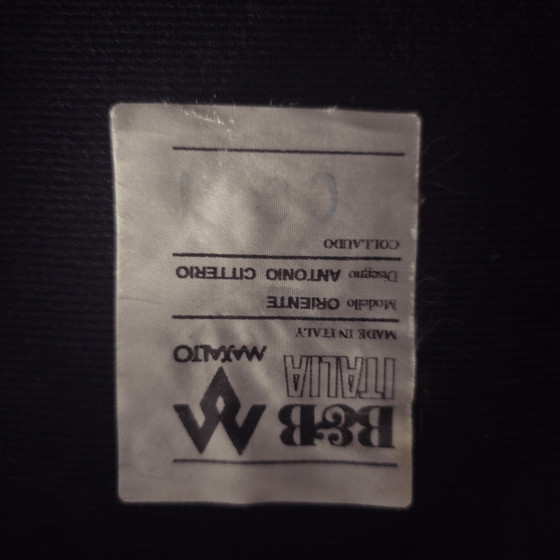 B&B
ITALIA MAXALTO
MADE IN ITALY
Modello ORIENTE
Disegno ANTONIO CITTERIO
COLLAUDO